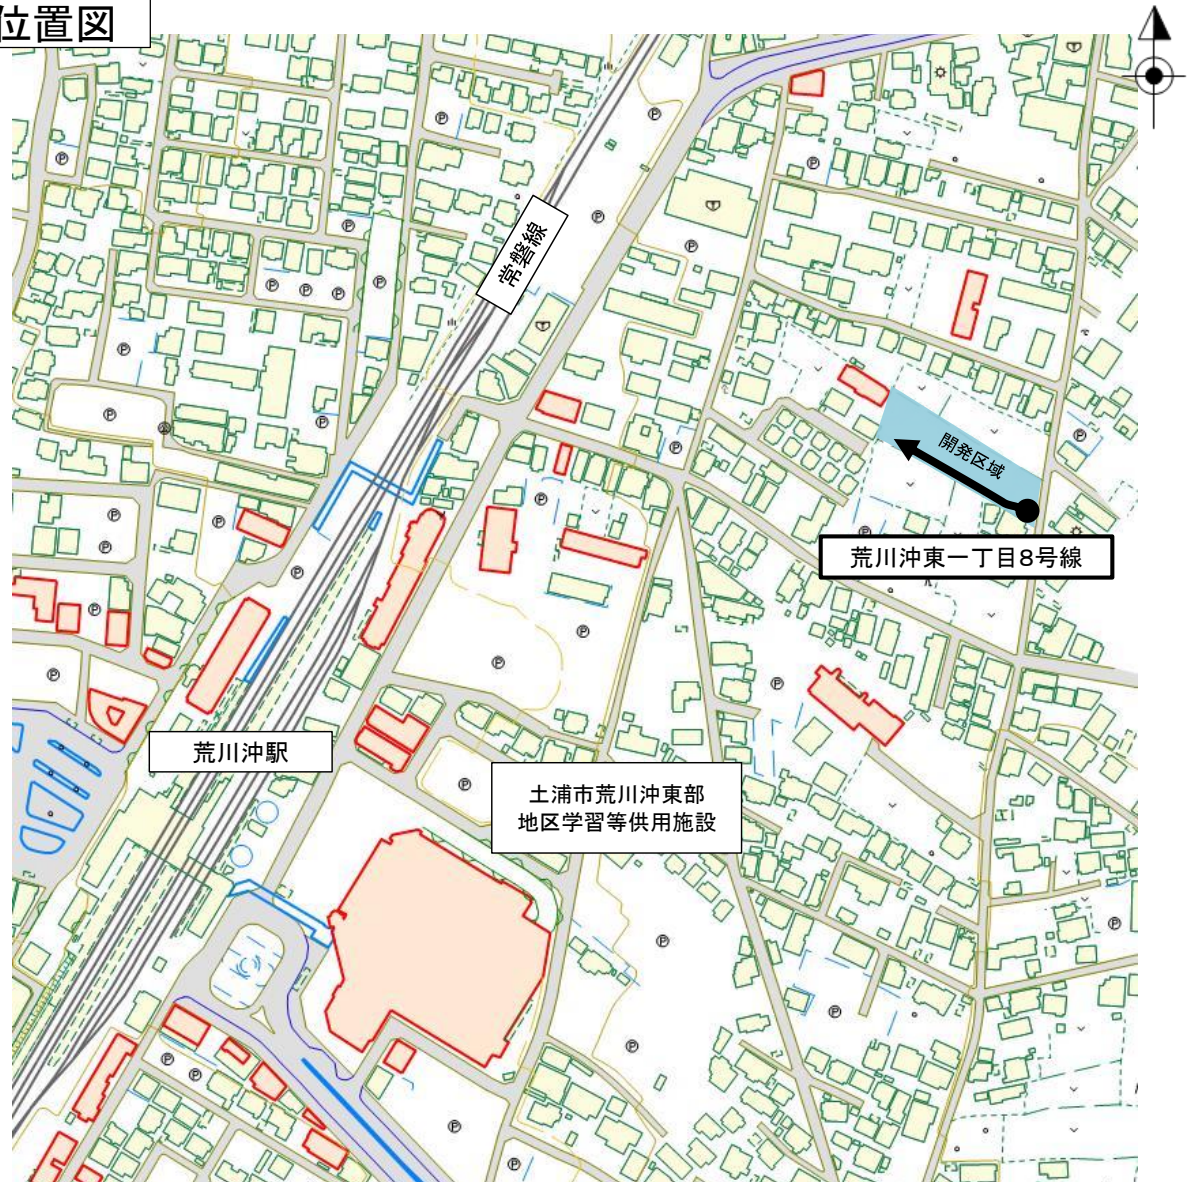 位置図
常磐線
開発区域
荒川沖東一丁目8号線
荒川沖駅
土浦市荒川沖東部
地区学習等供用施設